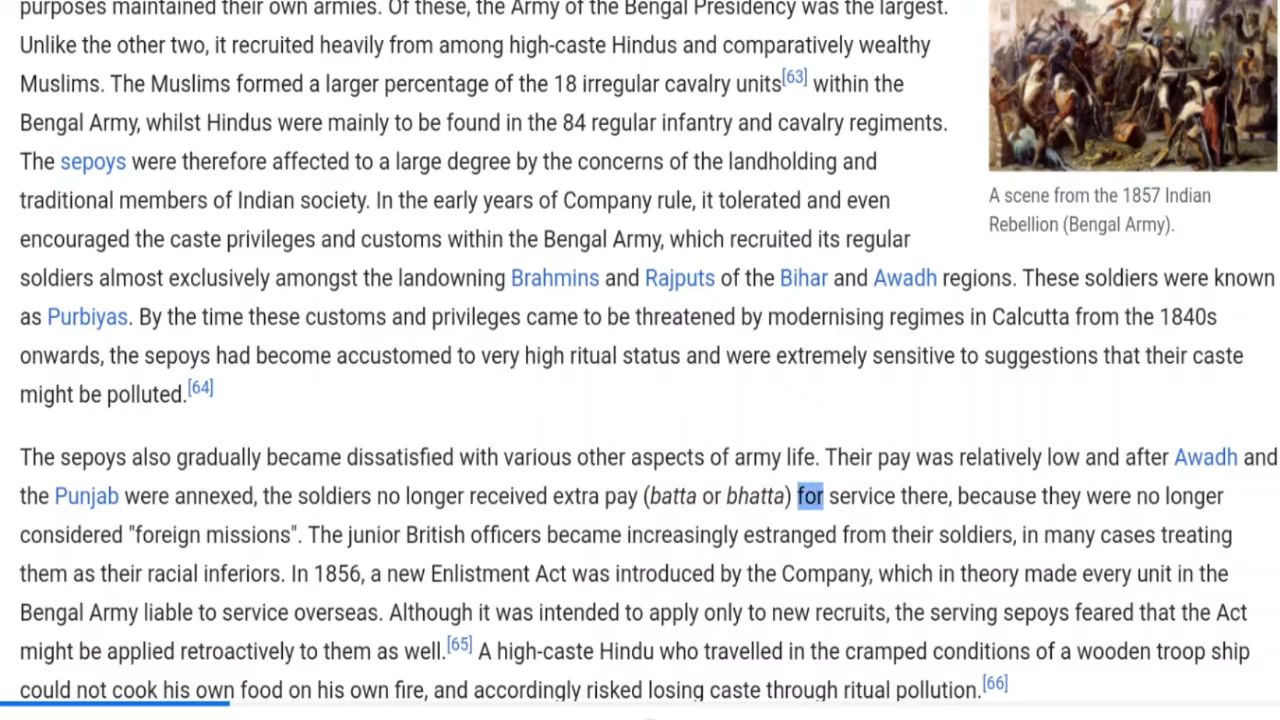 purposes maintained their own armies. Of these, the Army of the Bengal Presidency was the largest.
Unlike the other two, it recruited heavily from among high-caste Hindus and comparatively wealthy
Muslims. The Muslims formed a larger percentage of the 18 irregular cavalry units[63] within the
Bengal Army, whilst Hindus were mainly to be found in the 84 regular infantry and cavalry regiments.
The sepoys were therefore affected to a large degree by the concerns of the landholding and
traditional members of Indian society. In the early years of Company rule, it tolerated and even
encouraged the caste privileges and customs within the Bengal Army, which recruited its regular
soldiers almost exclusively amongst the landowning Brahmins and Rajputs of the Bihar and Awadh regions. These soldiers were known
as Purbiyas. By the time these customs and privileges came to be threatened by modernising regimes in Calcutta from the 1840s
onwards, the sepoys had become accustomed to very high ritual status and were extremely sensitive to suggestions that their caste
might be polluted.[64]
A scene from the 1857 Indian
Rebellion (Bengal Army).
The sepoys also gradually became dissatisfied with various other aspects of army life. Their pay was relatively low and after Awadh and
the Punjab were annexed, the soldiers no longer received extra pay (batta or bhatta) for service there, because they were no longer
considered "foreign missions". The junior British officers became increasingly estranged from their soldiers, in many cases treating
them as their racial inferiors. In 1856, a new Enlistment Act was introduced by the Company, which in theory made every unit in the
Bengal Army liable to service overseas. Although it was intended to apply only to new recruits, the serving sepoys feared that the Act
might be applied retroactively to them as well.[65] A high-caste Hindu who travelled in the cramped conditions of a wooden troop ship
could not cook his own food on his own fire, and accordingly risked losing caste through ritual pollution.[66]